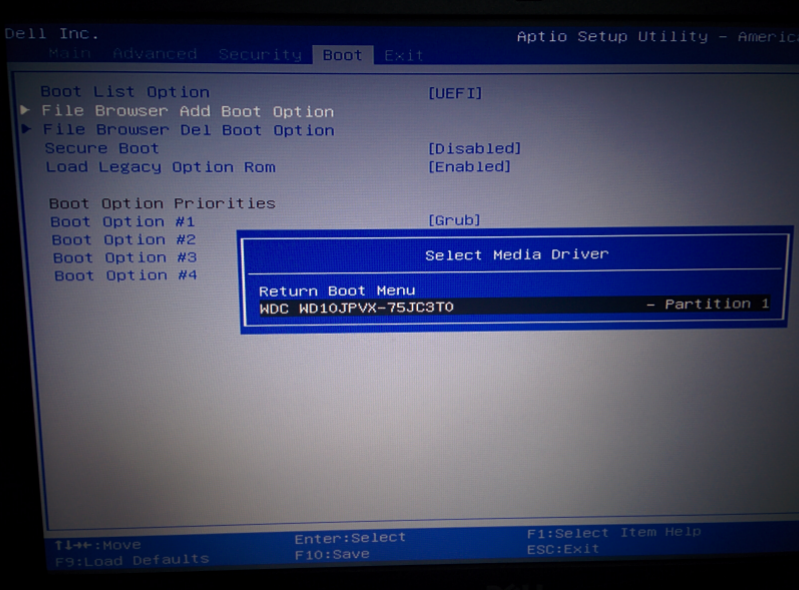 Dell Inc.
Aptio Setup Utility - America
Main Advanced Security Boot Exit
Boot List Option [UEFI]
File Browser Add Boot Option
File Browser Del Boot Option
Secure Boot [Disabled]
Load Legacy Option Rom [Enabled]
Boot Option Priorities
Boot Option #1 [Grub]
Boot Option #2
Boot Option #3
Boot Option #4
Select Media Driver
Return Boot Menu
WDC WD10JPVX-75JC3T0 - Partition 1
↑↓→←:Move Enter:Select F1:Select Item Help
F9:Load Defaults F10:Save ESC:Exit